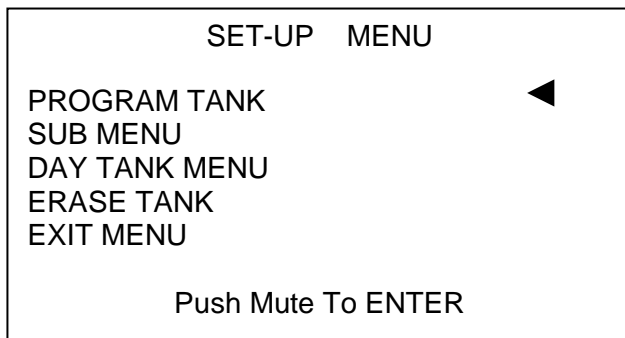 SET-UP MENU
PROGRAM TANK
SUB MENU
DAY TANK MENU
ERASE TANK
EXIT MENU
Push Mute To ENTER